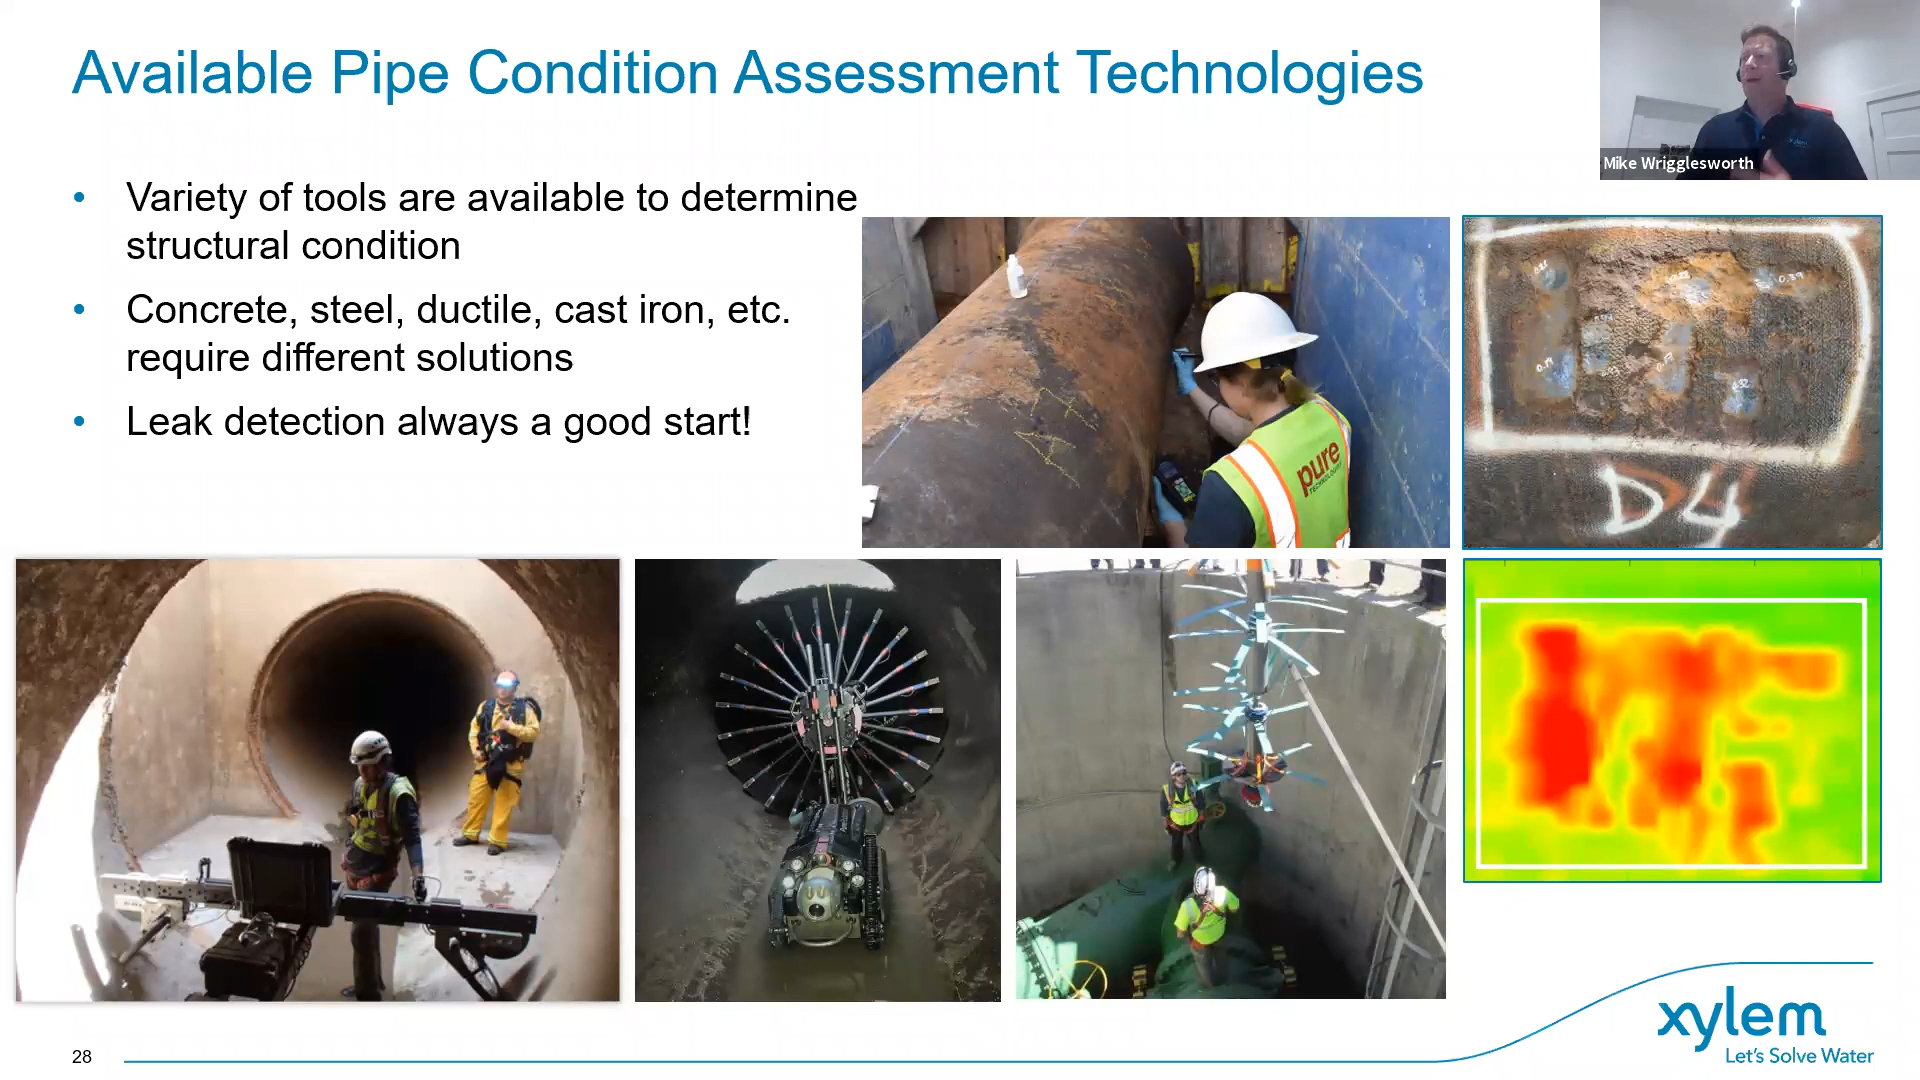 Available Pipe Condition Assessment Technologies
Mike Wrigglesworth
• Variety of tools are available to determine
structural condition
• Concrete, steel, ductile, cast iron, etc.
require different solutions
• Leak detection always a good start!
pure
TECHNOLOGIES
D4
xylem
Let's Solve Water
28